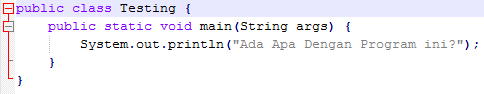 public class Testing {
public static void main(String args) {
System.out.println("Ada Apa Dengan Program ini?");
}
}